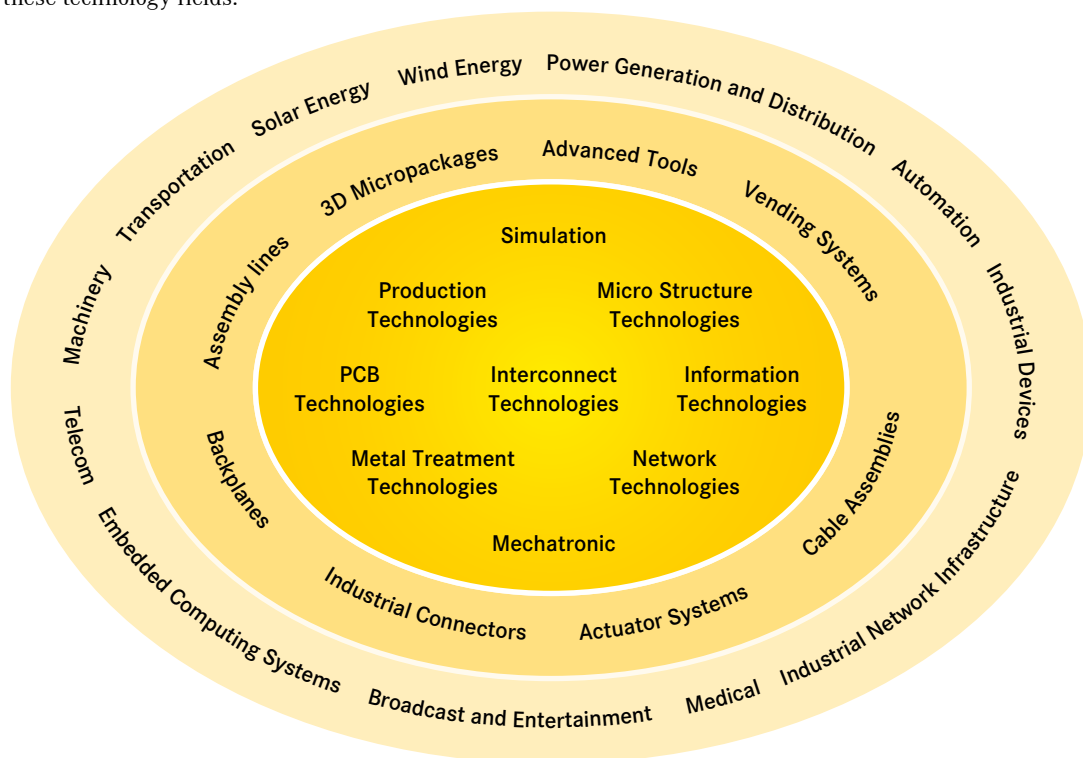 these technology fields.
Wind Energy
Power Generation and Distribution
Solar Energy
Automation
Transportation
Industrial Devices
Machinery
Telecom
Industrial Network Infrastructure
Embedded Computing Systems
Medical
Broadcast and Entertainment
3D Micropackages
Advanced Tools
Vending Systems
Assembly lines
Backplanes
Cable Assemblies
Industrial Connectors
Actuator Systems
Simulation
Production
Technologies
Micro Structure
Technologies
PCB
Technologies
Interconnect
Technologies
Information
Technologies
Metal Treatment
Technologies
Network
Technologies
Mechatronic